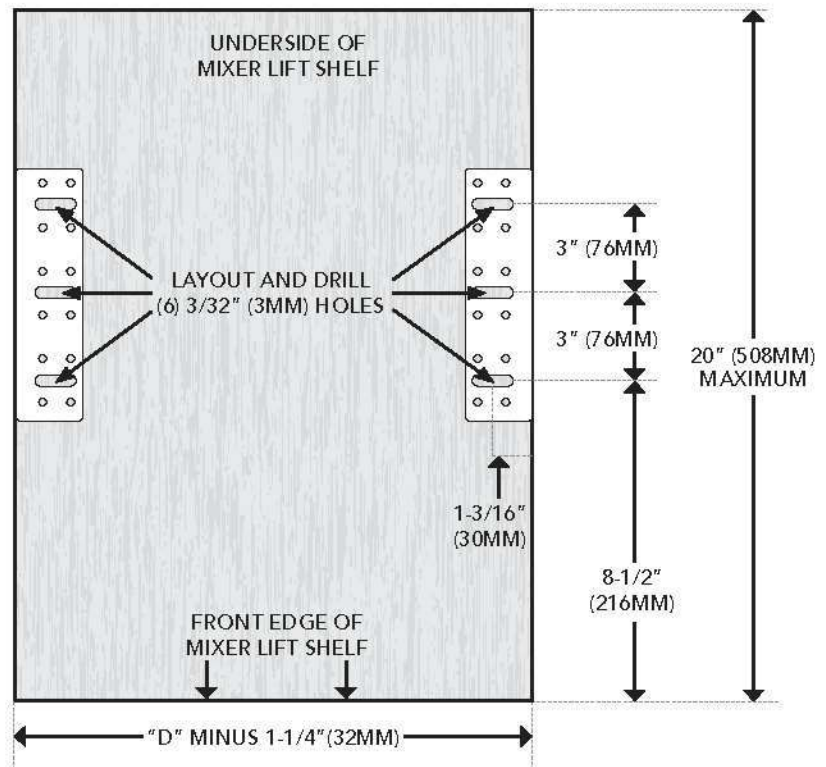 UNDERSIDE OF
MIXER LIFT SHELF
3" (76MM)
LAYOUT AND DRILL
(6) 3/32" (3MM) HOLES
3" (76MM)
20" (508MM)
MAXIMUM
1-3/16"
(30MM)
8-1/2"
(216MM)
FRONT EDGE OF
MIXER LIFT SHELF
"D" MINUS 1-1/4"(32MM)